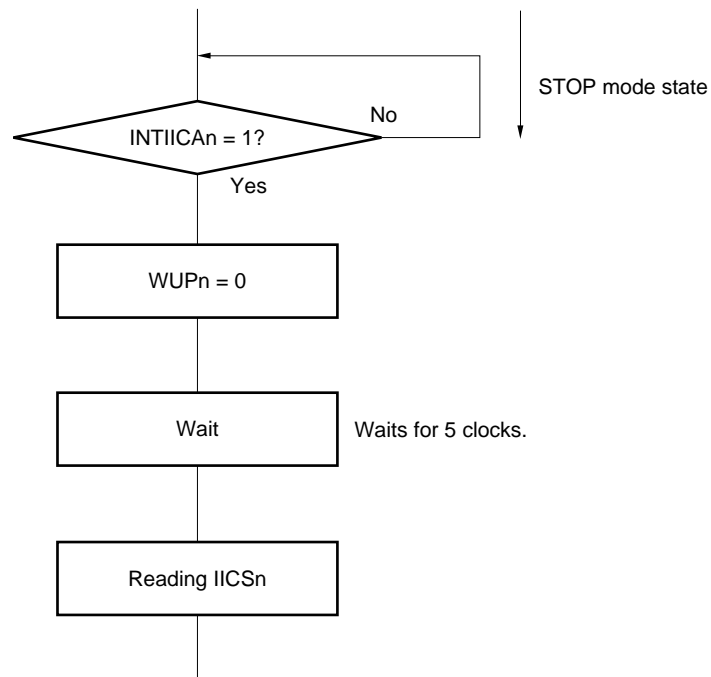 STOP mode state
No
INTIICAn = 1?
Yes
WUPn = 0
Wait
Waits for 5 clocks.
Reading IICSn